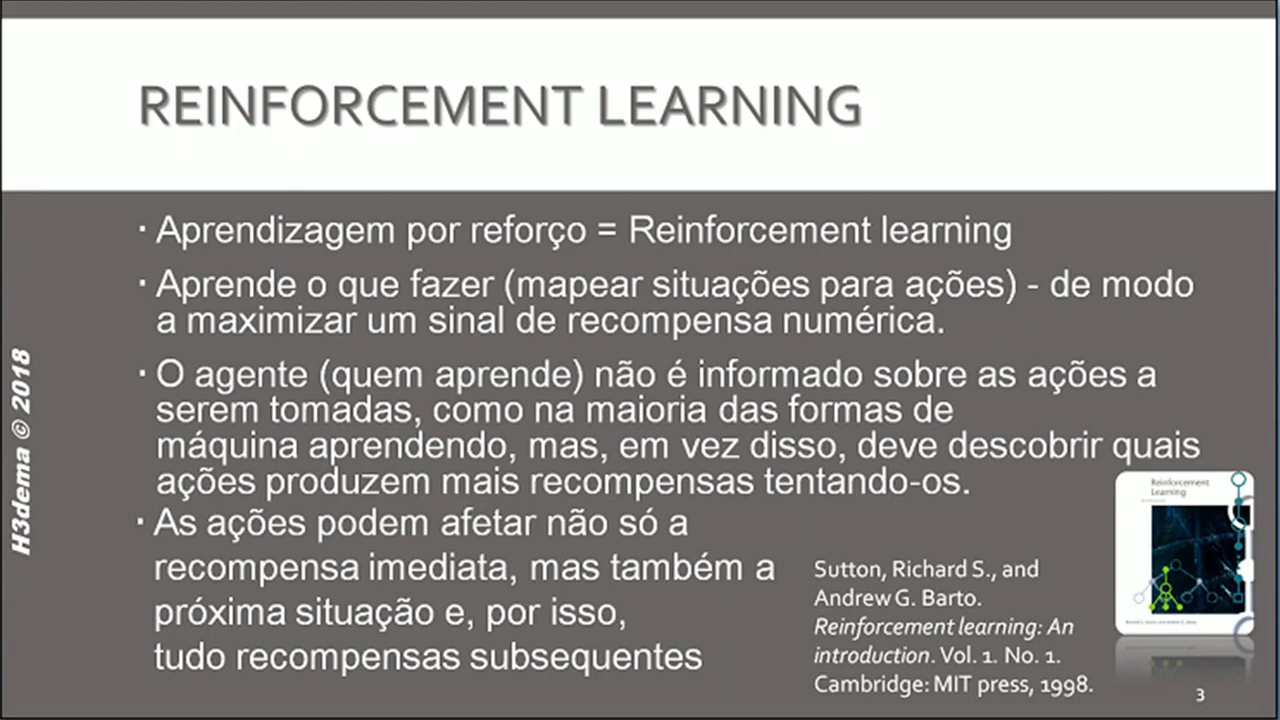 REINFORCEMENT LEARNING
· Aprendizagem por reforço = Reinforcement learning
· Aprende o que fazer (mapear situações para ações) - de modo
a maximizar um sinal de recompensa numérica.
· O agente (quem aprende) não é informado sobre as ações a
serem tomadas, como na maioria das formas de
máquina aprendendo, mas, em vez disso, deve descobrir quais
ações produzem mais recompensas tentando-os.
· As ações podem afetar não só a
recompensa imediata, mas também a
próxima situação e, por isso,
tudo recompensas subsequentes
Sutton, Richard S., and
Andrew G. Barto.
Reinforcement learning: An
introduction. Vol. 1. No. 1.
Cambridge: MIT press, 1998.
Reinforcement
Learning
H3dema © 2018
3